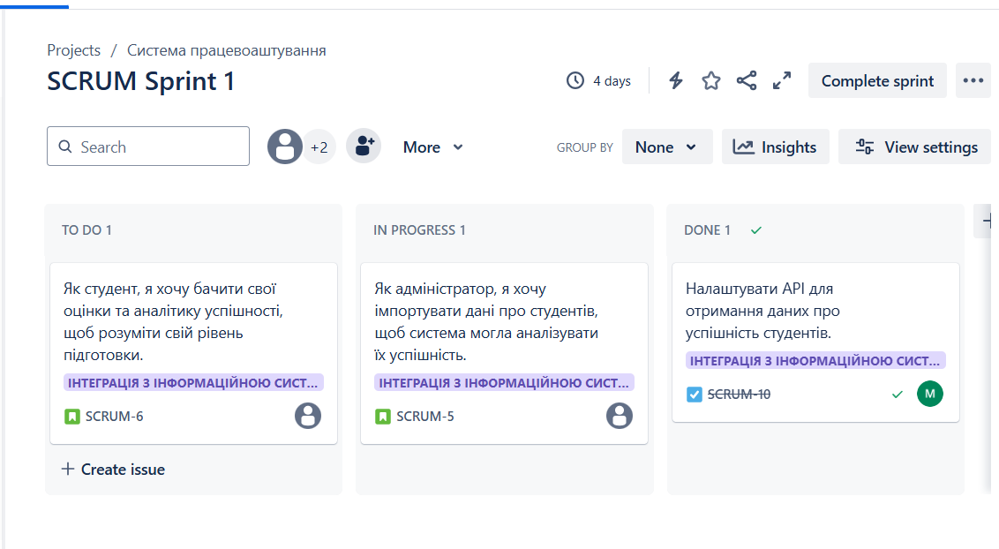 Projects / Система працевоаштування
SCRUM Sprint 1
4 days
Complete sprint
Search
+2
More
GROUP BY
None
Insights
View settings
TO DO 1
Як студент, я хочу бачити свої
оцінки та аналітику успішності,
щоб розуміти свій рівень
підготовки.
ІНТЕГРАЦІЯ З ІНФОРМАЦІЙНОЮ СИСТ...
SCRUM-6
+ Create issue
IN PROGRESS 1
Як адміністратор, я хочу
імпортувати дані про студентів,
щоб система могла аналізувати
їх успішність.
ІНТЕГРАЦІЯ З ІНФОРМАЦІЙНОЮ СИСТ...
SCRUM-5
DONE 1
Налаштувати API для
отримання даних про
успішність студентів.
ІНТЕГРАЦІЯ З ІНФОРМАЦІЙНОЮ СИСТ...
SCRUM-10
M